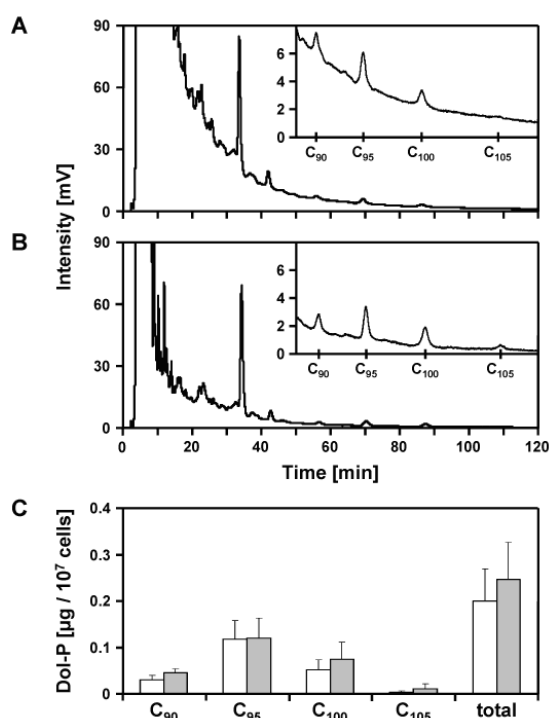 A
90
60
30
0
6
4
2
0
C₉₀ C₉₅ C₁₀₀ C₁₀₅
Intensity [mV]
B
90
60
30
0
6
4
2
0
C₉₀ C₉₅ C₁₀₀ C₁₀₅
0 20 40 60 80 100 120
Time [min]
C
Dol-P [µg / 10⁷ cells]
0.4
0.3
0.2
0.1
0
C₉₀ C₉₅ C₁₀₀ C₁₀₅ total